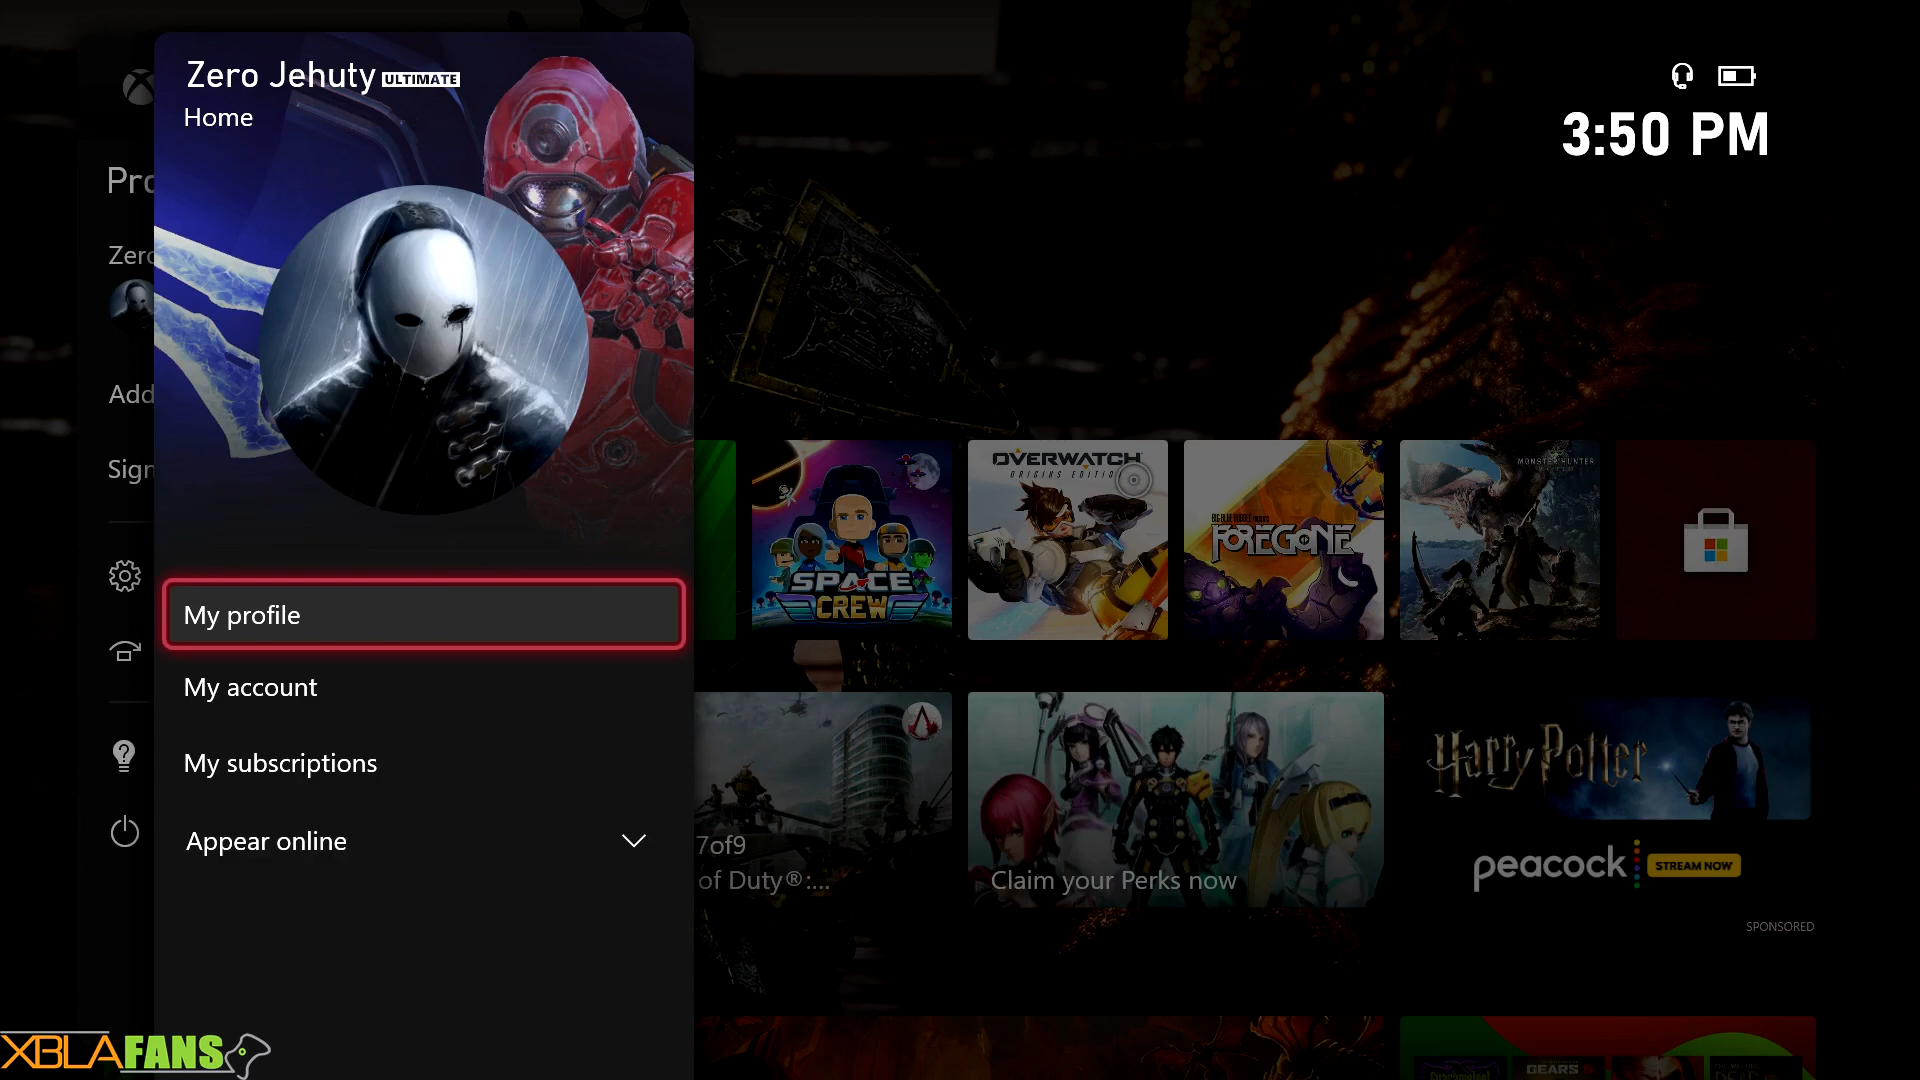 Zero Jehuty ULTIMATE
Home
3:50 PM
Pro
Zero
Add
Sign
My profile
My account
My subscriptions
Appear online
SPACE
CREW
OVERWATCH
ORIGINS EDITION
FOREGONE
MONSTER HUNTER
7of9
of Duty®:...
Claim your Perks now
Harry Potter
peacock
STREAM NOW
SPONSORED
GEARS
XBLAFANS